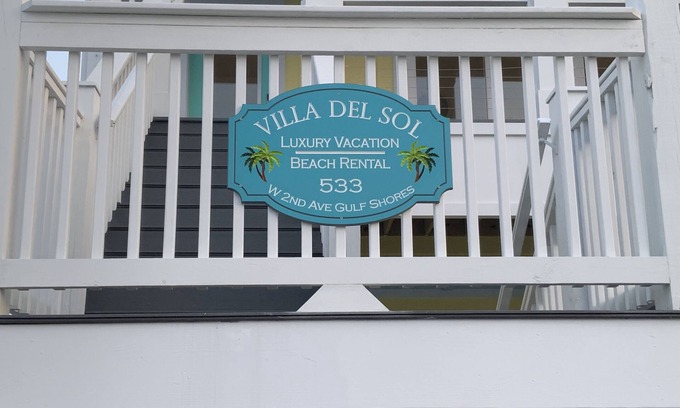 VILLA DEL SOL
LUXURY VACATION
BEACH RENTAL
533
W 2ND AVE GULF SHORES